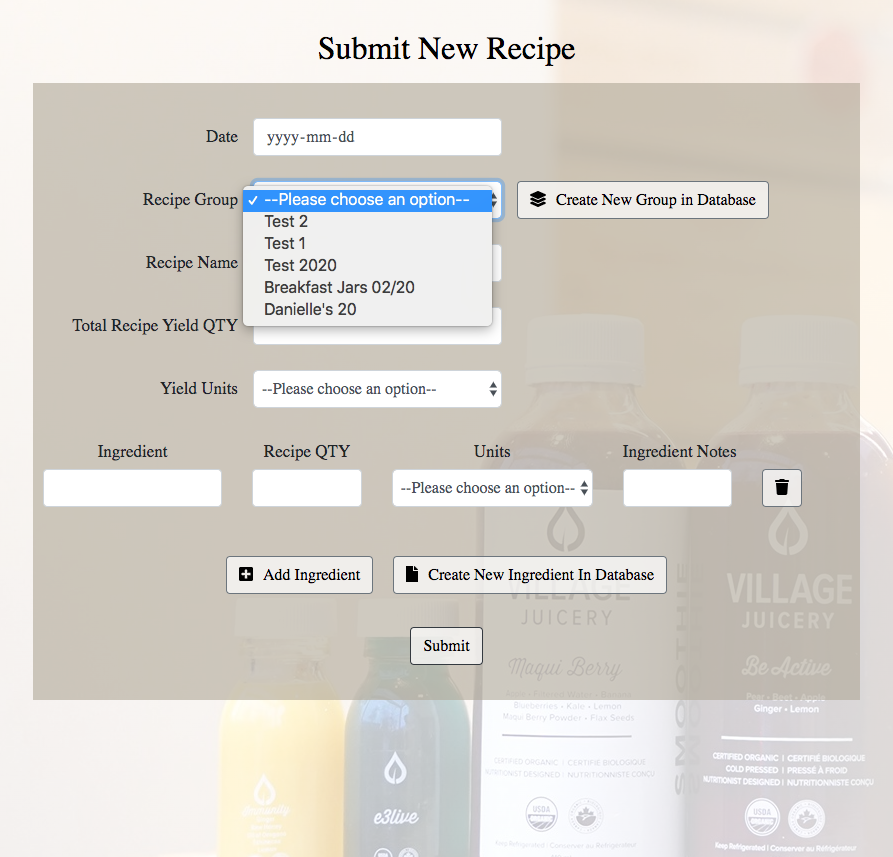 Submit New Recipe
Date yyyy-mm-dd
Recipe Group ✓ --Please choose an option-- Create New Group in Database
Test 2
Test 1
Recipe Name Test 2020
Breakfast Jars 02/20
Danielle's 20
Total Recipe Yield QTY
Yield Units --Please choose an option--
Ingredient Recipe QTY Units Ingredient Notes
--Please choose an option--
Add Ingredient Create New Ingredient In Database
VILLAGE VILLAGE
JUICERY JUICERY
Submit
Maqui Berry Be Active
Pear • Beet • Apple
Blueberries • Kale • Lemon Ginger • Lemon
Maqui Berry Powder • Flax Seeds
SMOOTHIE
CERTIFIED ORGANIC | CERTIFIÉ BIOLOGIQUE CERTIFIED ORGANIC | CERTIFIÉ BIOLOGIQUE
NUTRITIONIST DESIGNED | NUTRITIONNISTE CONÇU COLD PRESSED | PRESSÉ À FROID
NUTRITIONIST DESIGNED | NUTRITIONNISTE CONÇU
USDA USDA
ORGANIC ORGANIC
e3live
Keep Refrigerated | Conserver au Réfrigérateur Keep Refrigerated | Conserver au Réfrigérateur